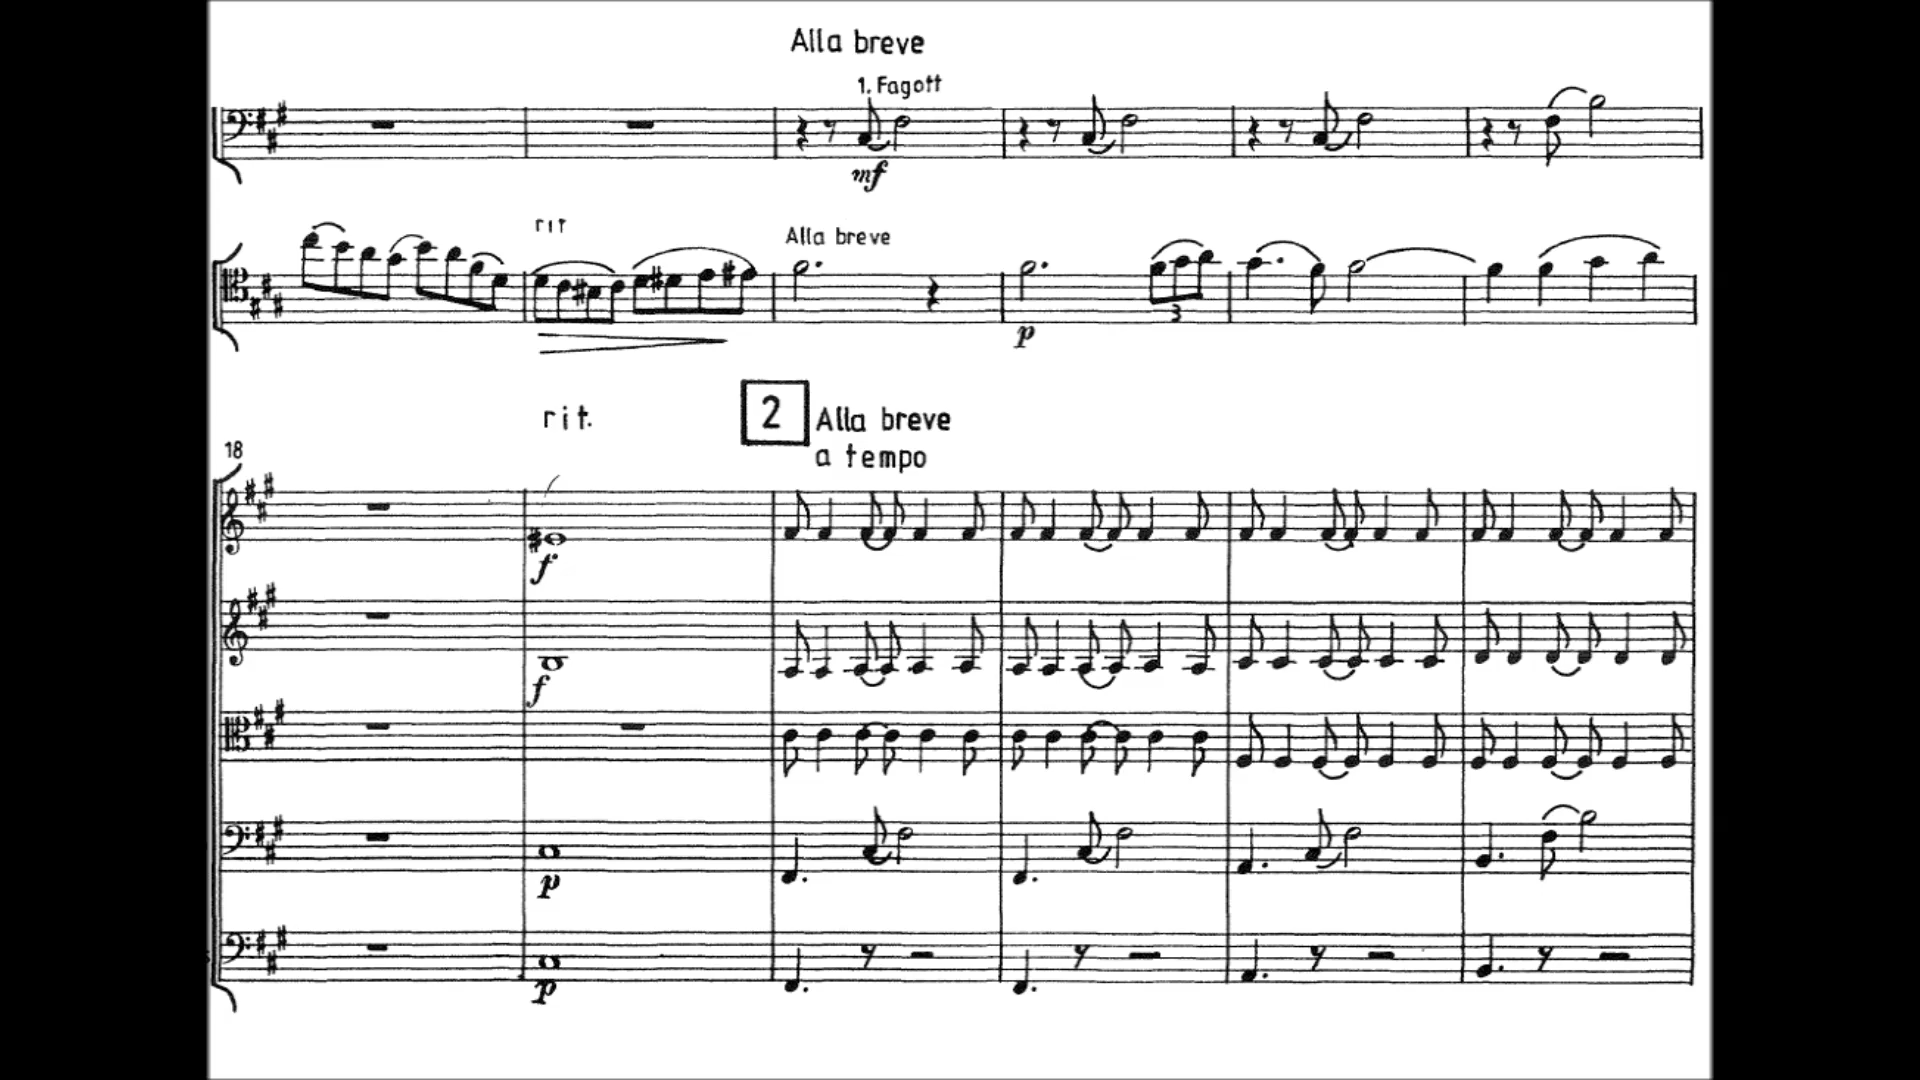 Alla breve
1. Fagott
mf
rit
Alla breve
3
p
rit.
2
Alla breve
a tempo
18
f
f
p
p